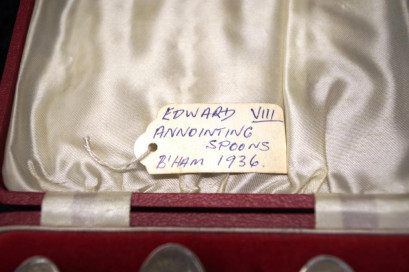 EDWARD VIII
ANNOINTING
SPOONS
B'HAM 1936.